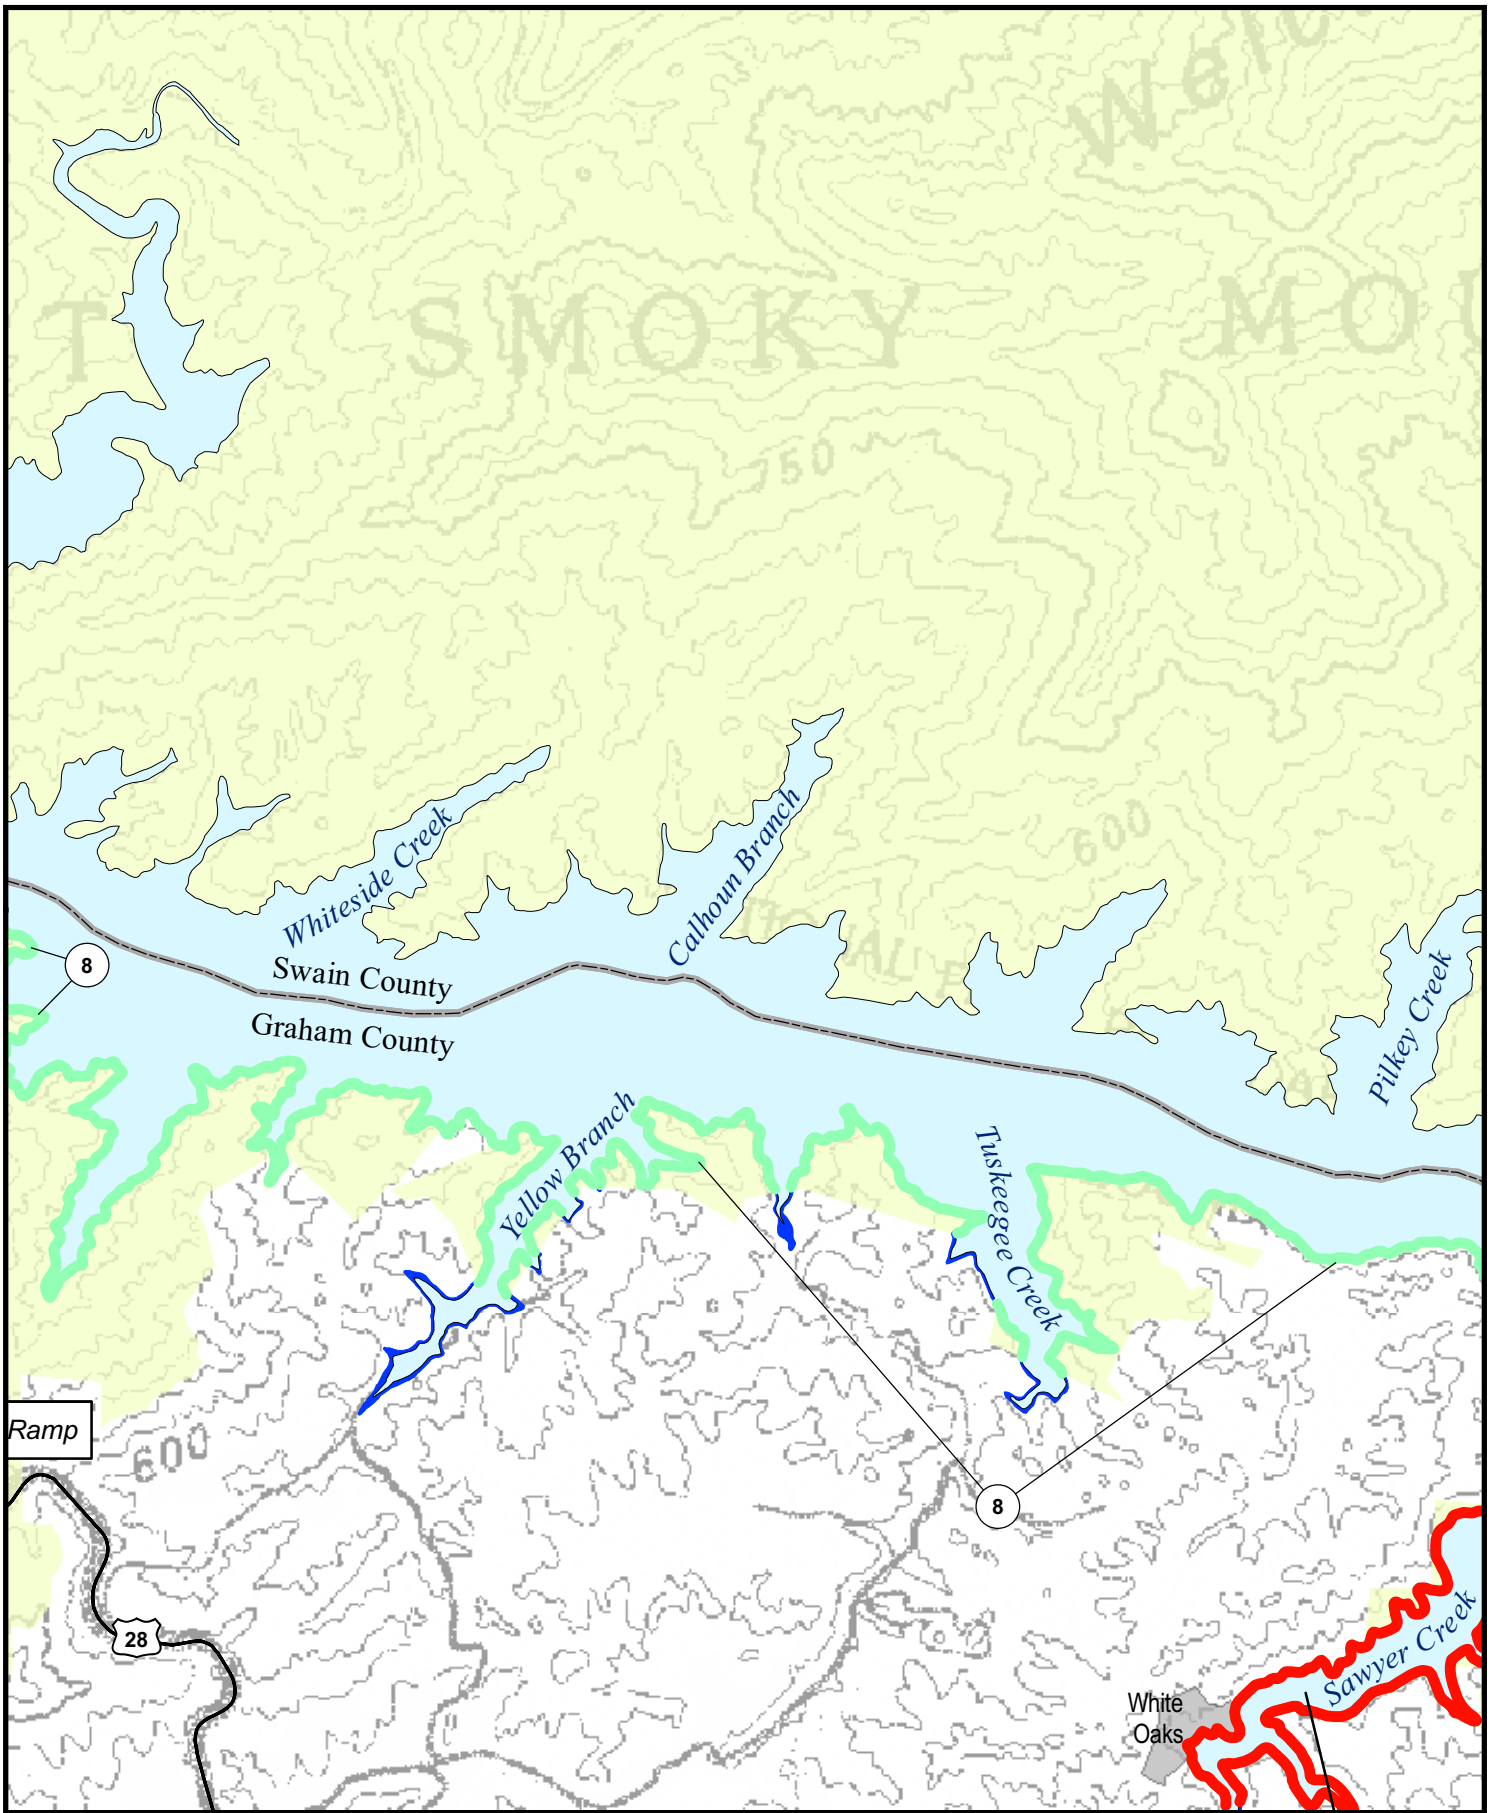 T SMOKY MOU
750
Whiteside Creek
Calhoun Branch
600
Pilkey Creek
8
Swain County
Graham County
Yellow Branch
Tuskeegee Creek
Ramp
600
8
28
Sawyer Creek
White
Oaks